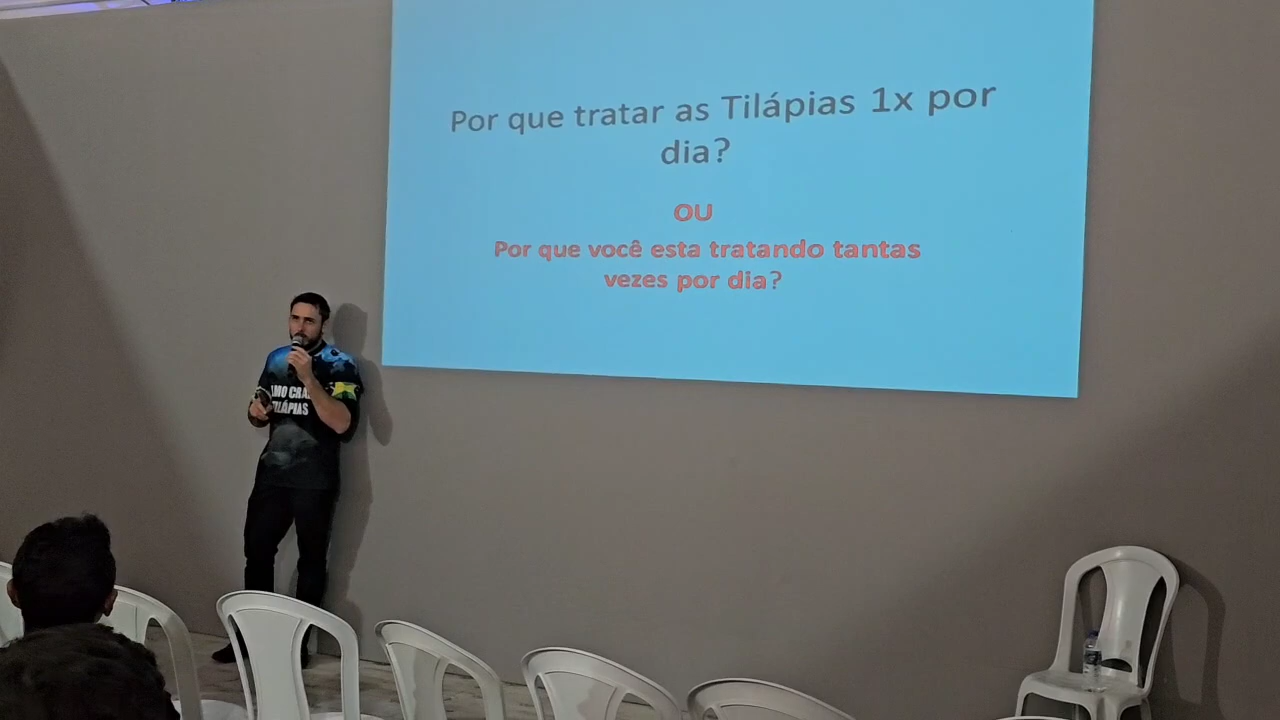 Por que tratar as Tilápias 1x por
dia?
OU
Por que você esta tratando tantas
vezes por dia?
TILÁPIAS